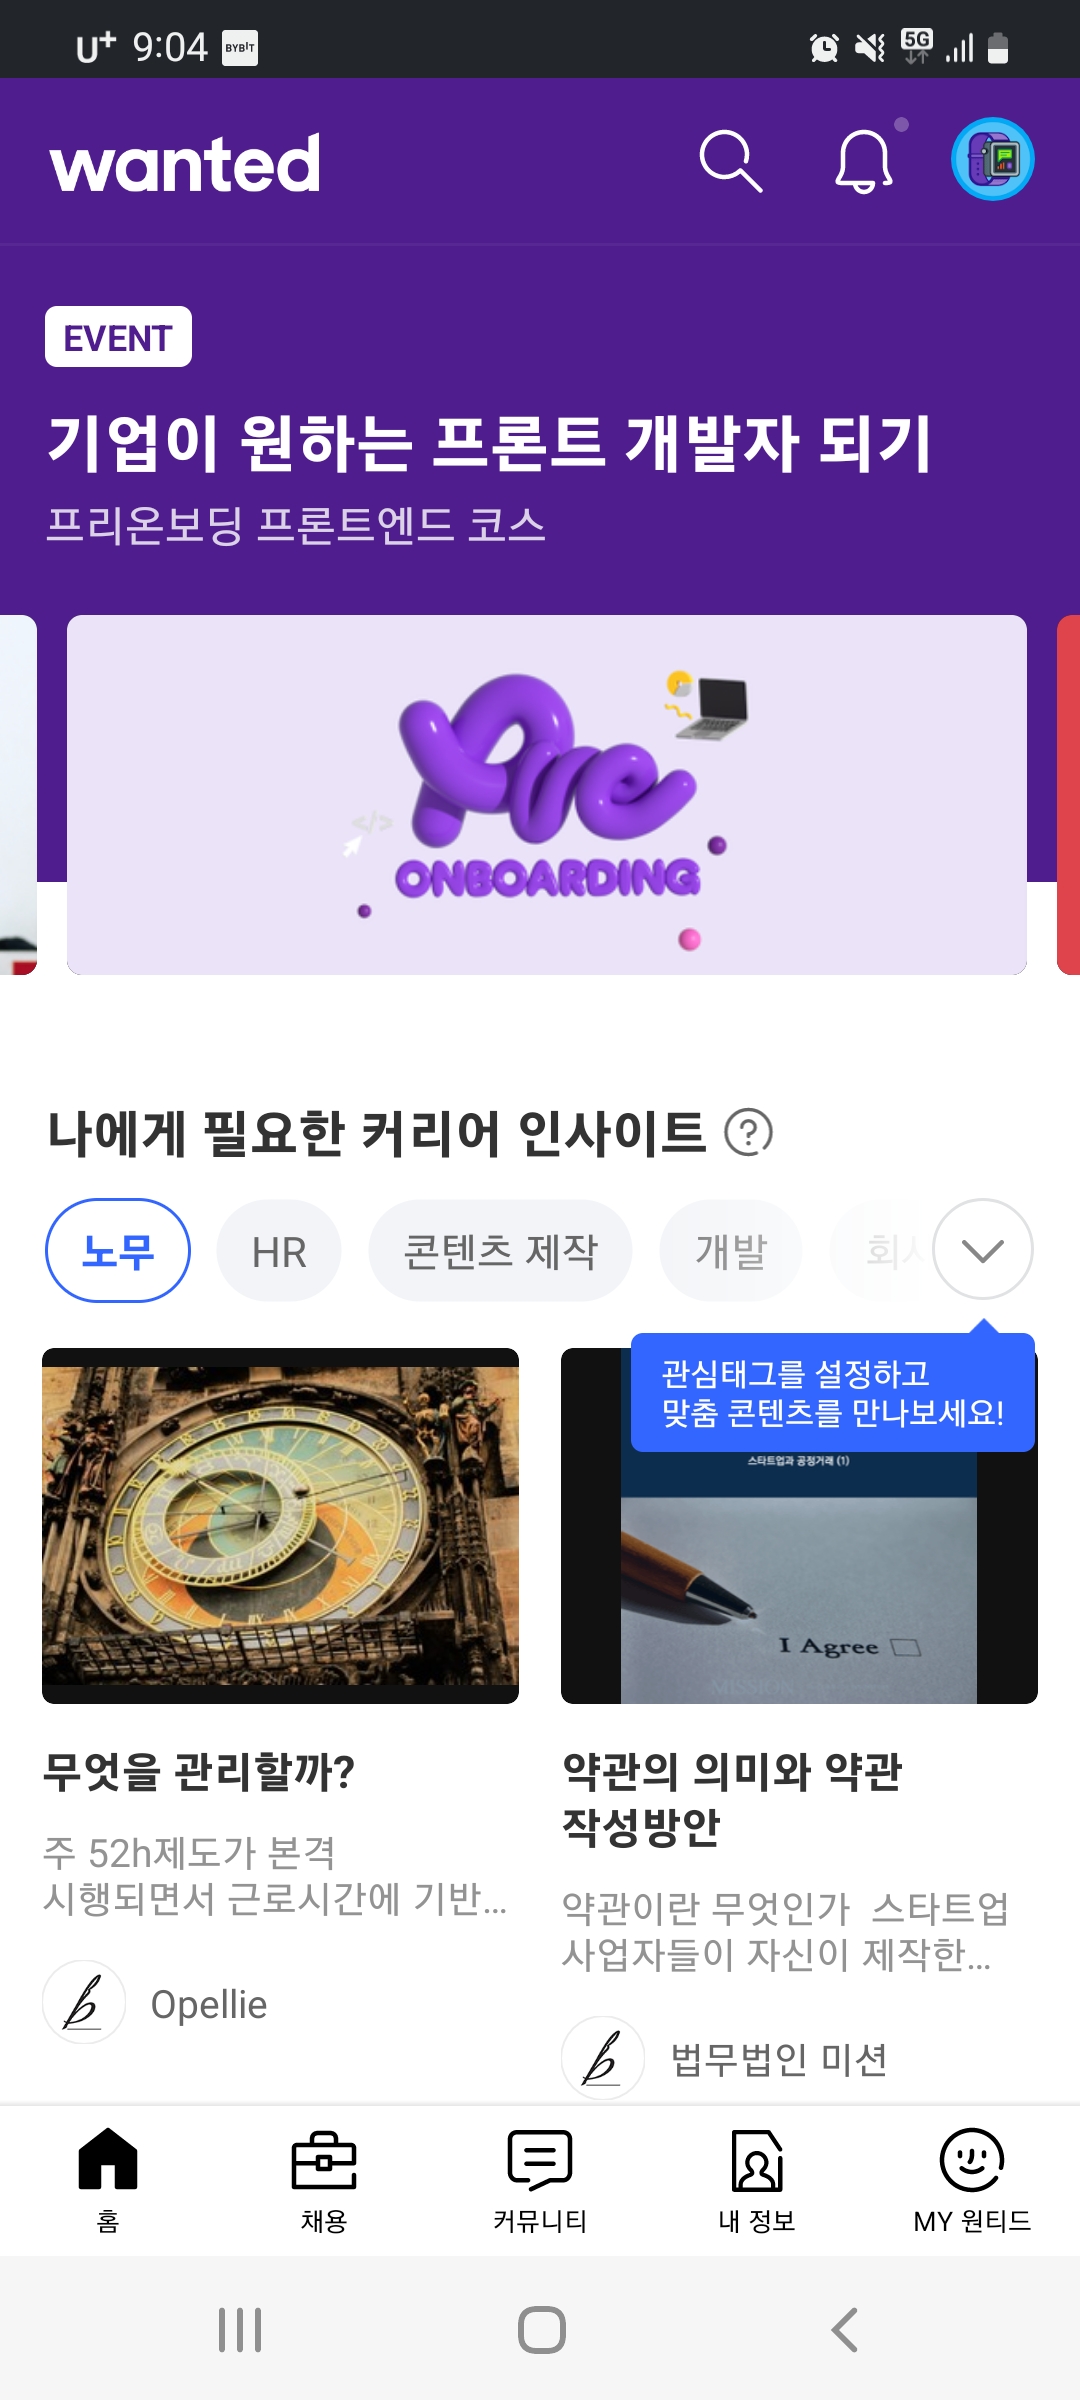 U+ 9:04 BYBIT 5G
wanted
EVENT
기업이 원하는 프론트 개발자 되기
프리온보딩 프론트엔드 코스
Pre
</>
ONBOARDING
나에게 필요한 커리어 인사이트 ?
노무 HR 콘텐츠 제작 개발
관심태그를 설정하고
맞춤 콘텐츠를 만나보세요!
스타트업과 공정거래 (1)
I Agree
MISSION
무엇을 관리할까?
주 52h제도가 본격
시행되면서 근로시간에 기반...
Opellie
약관의 의미와 약관
작성방안
약관이란 무엇인가 스타트업
사업자들이 자신이 제작한...
법무법인 미션
홈 채용 커뮤니티 내 정보 MY 원티드